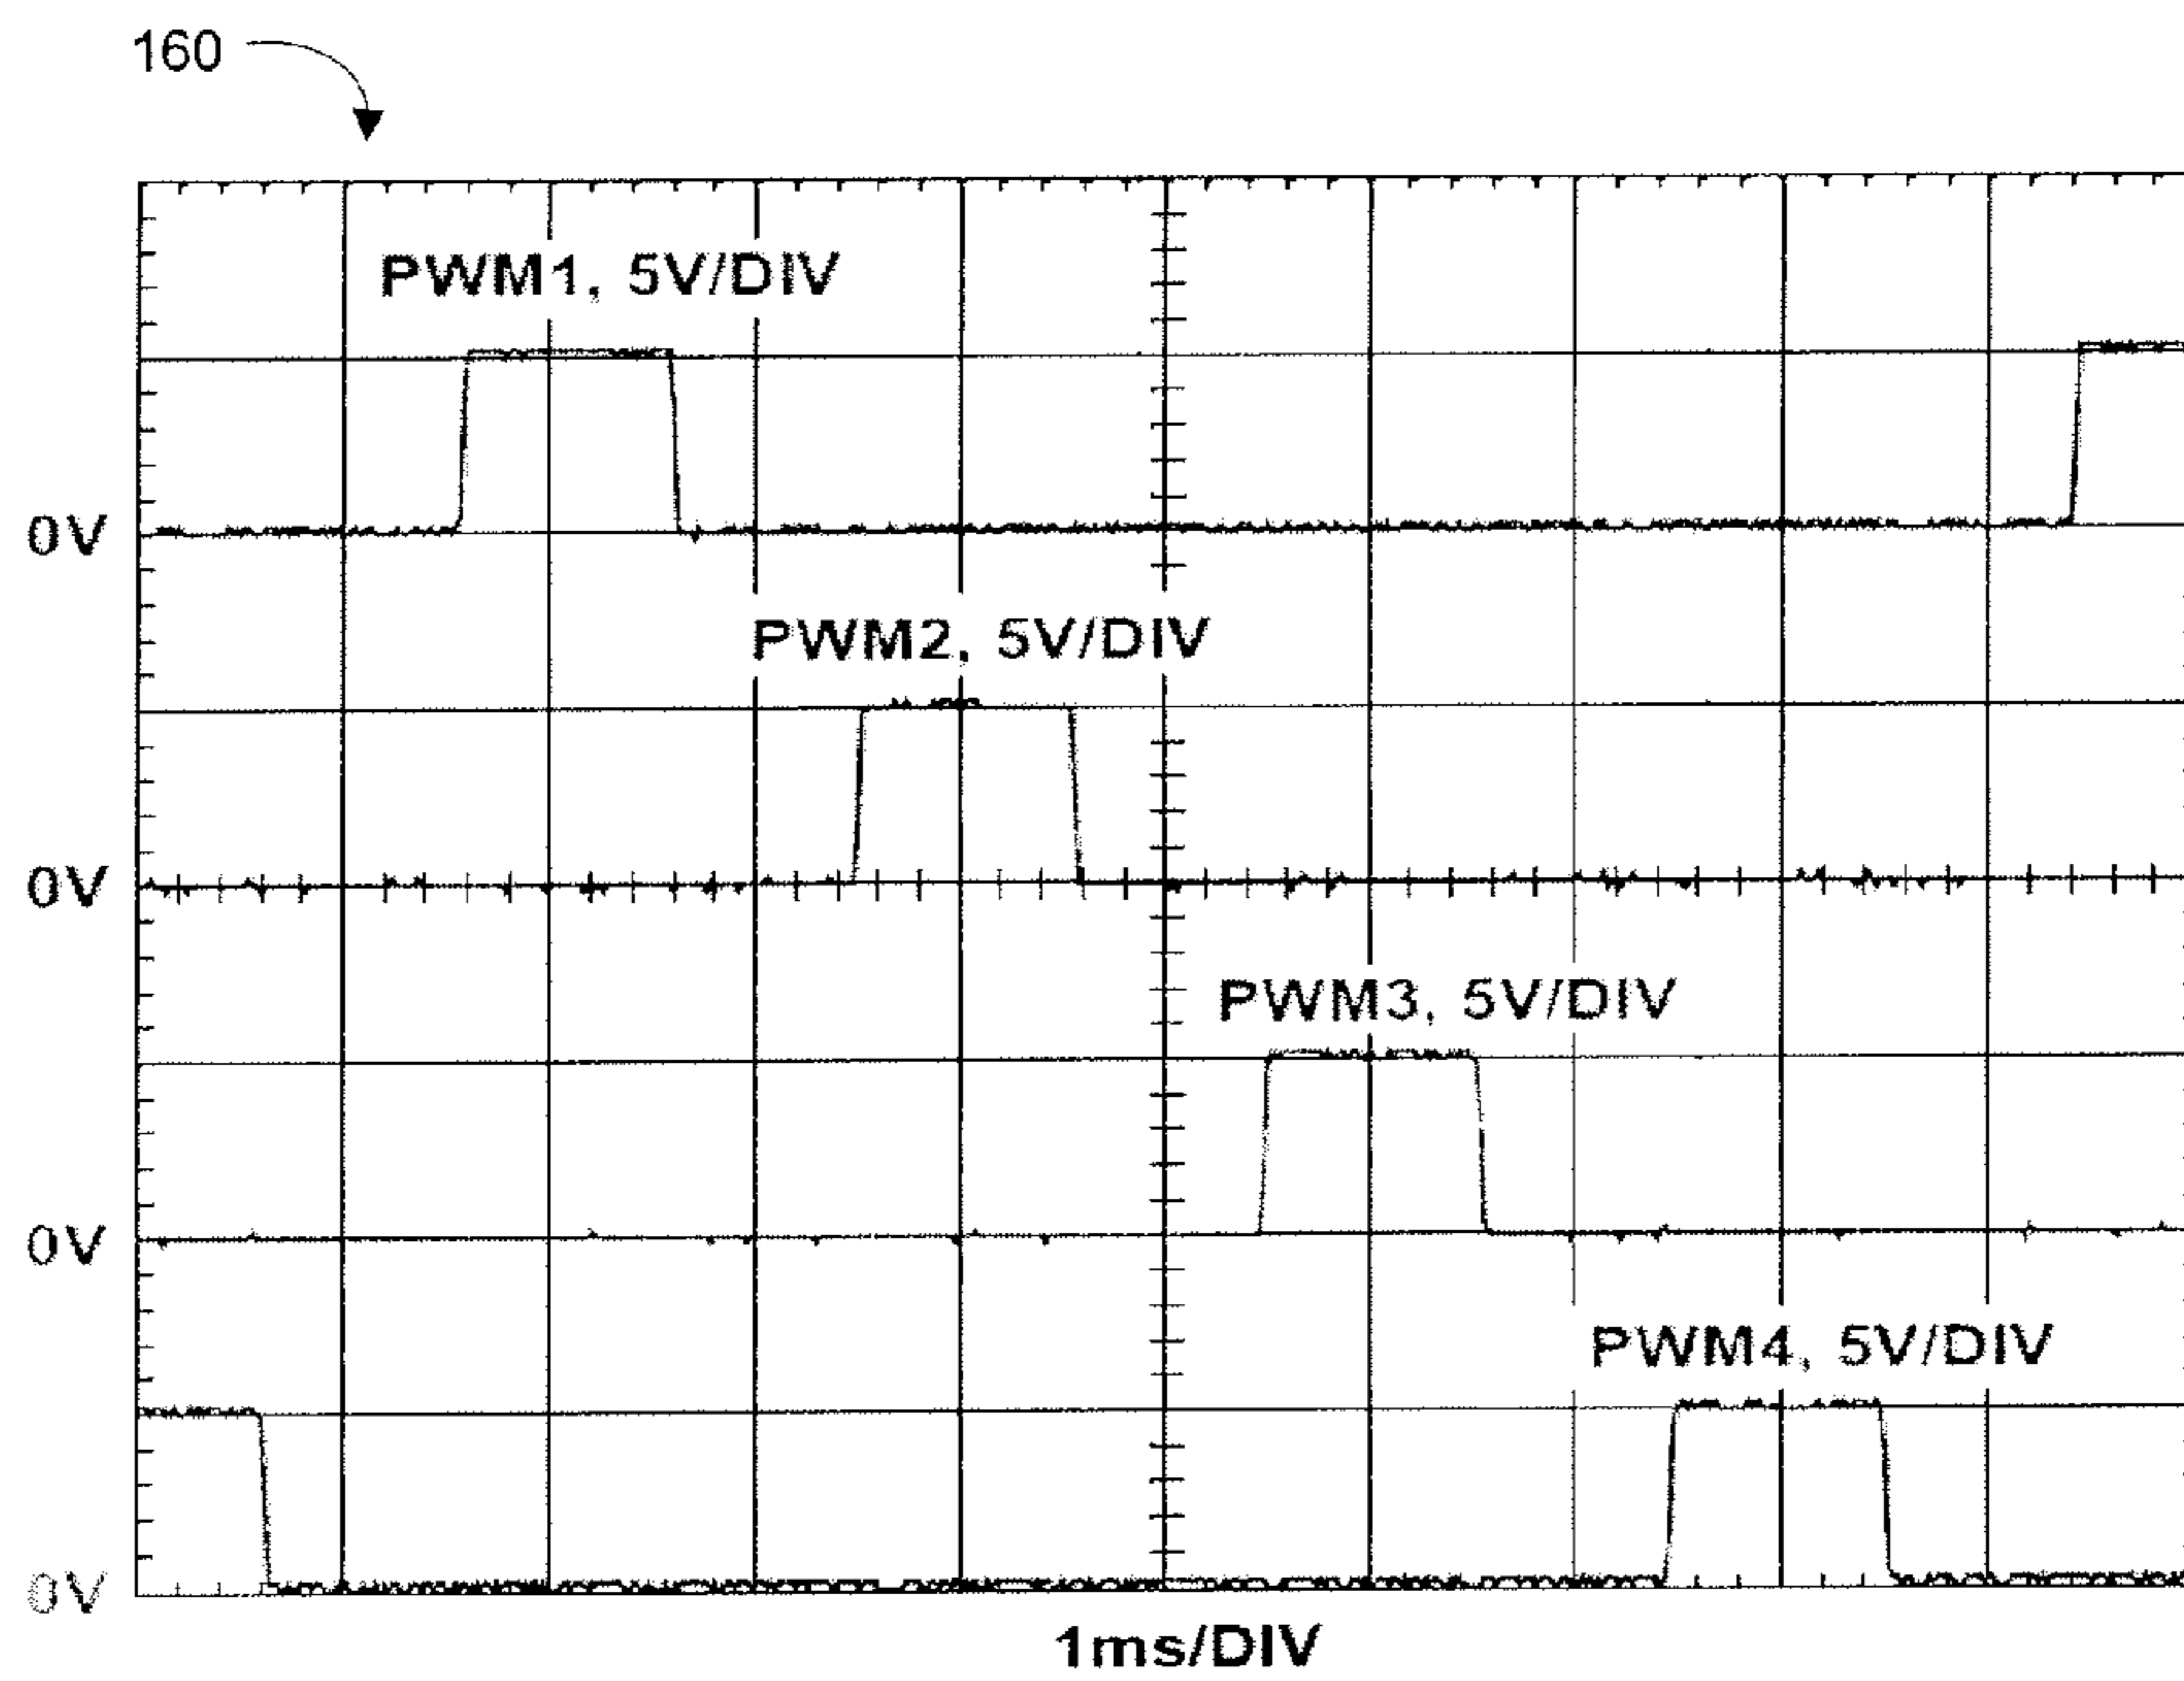 160
PWM1, 5V/DIV
0V
PWM2, 5V/DIV
0V
PWM3, 5V/DIV
0V
PWM4, 5V/DIV
0V
1ms/DIV